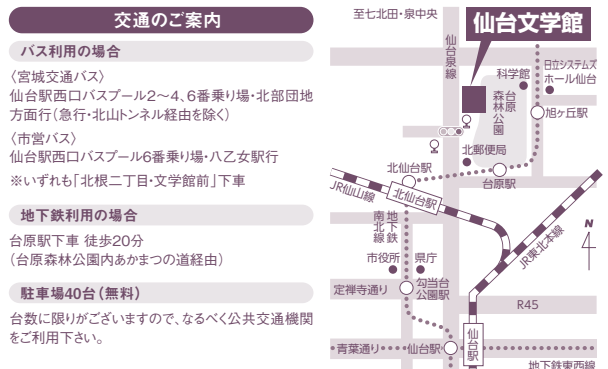 交通のご案内
バス利用の場合
〈宮城交通バス〉
仙台駅西口バスプール2〜4、6番乗り場・北部団地
方面行（急行・北山トンネル経由を除く）
〈市営バス〉
仙台駅西口バスプール6番乗り場・八乙女駅行
※いずれも「北根二丁目・文学館前」下車
地下鉄利用の場合
台原駅下車 徒歩20分
（台原森林公園内あかまつの道経由）
駐車場40台（無料）
台数に限りがございますので、なるべく公共交通機関
をご利用下さい。
至七北田・泉中央
仙台文学館
仙台泉線
科学館
日立システムズ
ホール仙台
台原
森林公園
旭ヶ丘駅
北郵便局
北仙台駅
台原駅
JR仙山線
北仙台駅
地下鉄
南北線
JR東北本線
N
市役所
県庁
定禅寺通り
勾当台
公園駅
R45
青葉通り
仙台駅
仙台駅
地下鉄東西線